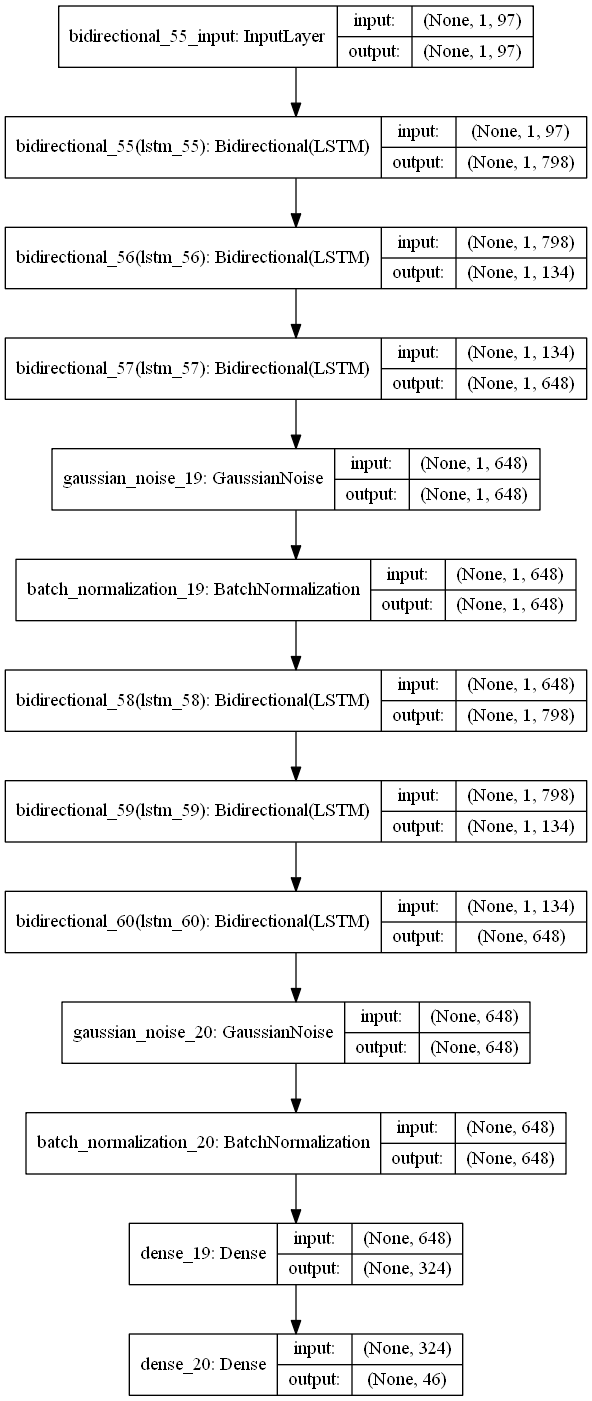 bidirectional_55_input: InputLayer
input: (None, 1, 97)
output: (None, 1, 97)
bidirectional_55(lstm_55): Bidirectional(LSTM)
input: (None, 1, 97)
output: (None, 1, 798)
bidirectional_56(lstm_56): Bidirectional(LSTM)
input: (None, 1, 798)
output: (None, 1, 134)
bidirectional_57(lstm_57): Bidirectional(LSTM)
input: (None, 1, 134)
output: (None, 1, 648)
gaussian_noise_19: GaussianNoise
input: (None, 1, 648)
output: (None, 1, 648)
batch_normalization_19: BatchNormalization
input: (None, 1, 648)
output: (None, 1, 648)
bidirectional_58(lstm_58): Bidirectional(LSTM)
input: (None, 1, 648)
output: (None, 1, 798)
bidirectional_59(lstm_59): Bidirectional(LSTM)
input: (None, 1, 798)
output: (None, 1, 134)
bidirectional_60(lstm_60): Bidirectional(LSTM)
input: (None, 1, 134)
output: (None, 648)
gaussian_noise_20: GaussianNoise
input: (None, 648)
output: (None, 648)
batch_normalization_20: BatchNormalization
input: (None, 648)
output: (None, 648)
dense_19: Dense
input: (None, 648)
output: (None, 324)
dense_20: Dense
input: (None, 324)
output: (None, 46)